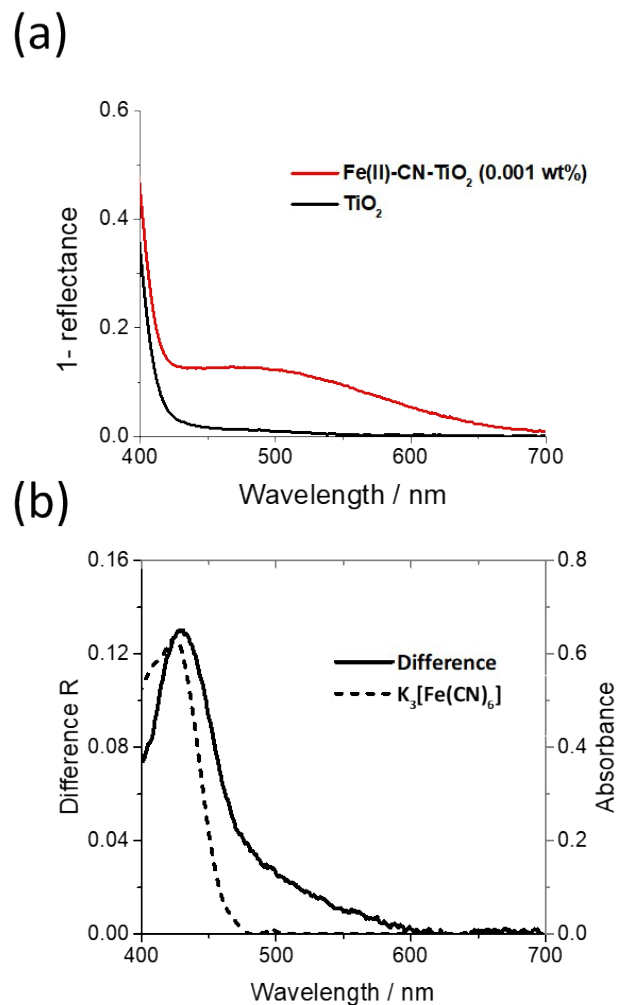 (a)
0.6
0.4
0.2
0.0
1- reflectance
Fe(II)-CN-TiO₂ (0.001 wt%)
TiO₂
400 500 600 700
Wavelength / nm
(b)
0.16
0.12
0.08
0.04
0.00
Difference R
Difference
K₃[Fe(CN)₆]
0.8
0.6
0.4
0.2
0.0
Absorbance
400 500 600 700
Wavelength / nm